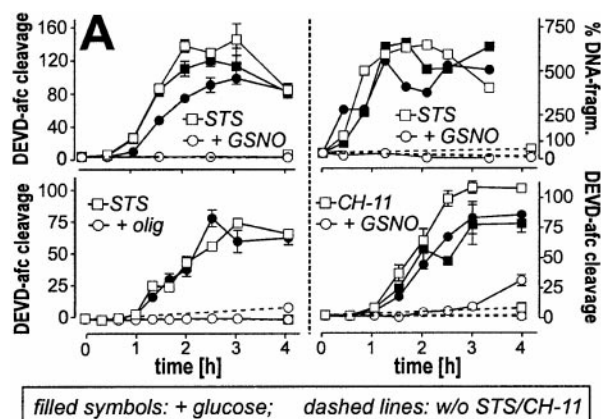 A
DEVD-afc cleavage
160
120
80
40
0
STS
+ GSNO
% DNA-fragm.
750
500
250
0
STS
+ GSNO
DEVD-afc cleavage
100
75
50
25
0
STS
+ olig
0 1 2 3 4
time [h]
DEVD-afc cleavage
100
75
50
25
0
CH-11
+ GSNO
0 1 2 3 4
time [h]
filled symbols: + glucose; dashed lines: w/o STS/CH-11